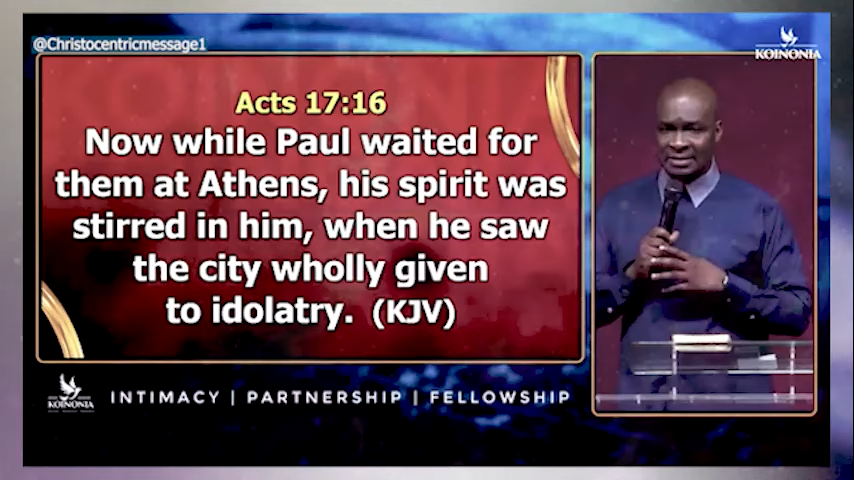 @Christocentricmessage1
KOINONIA
Acts 17:16
Now while Paul waited for
them at Athens, his spirit was
stirred in him, when he saw
the city wholly given
to idolatry. (KJV)
KOINONIA
INTIMACY | PARTNERSHIP | FELLOWSHIP